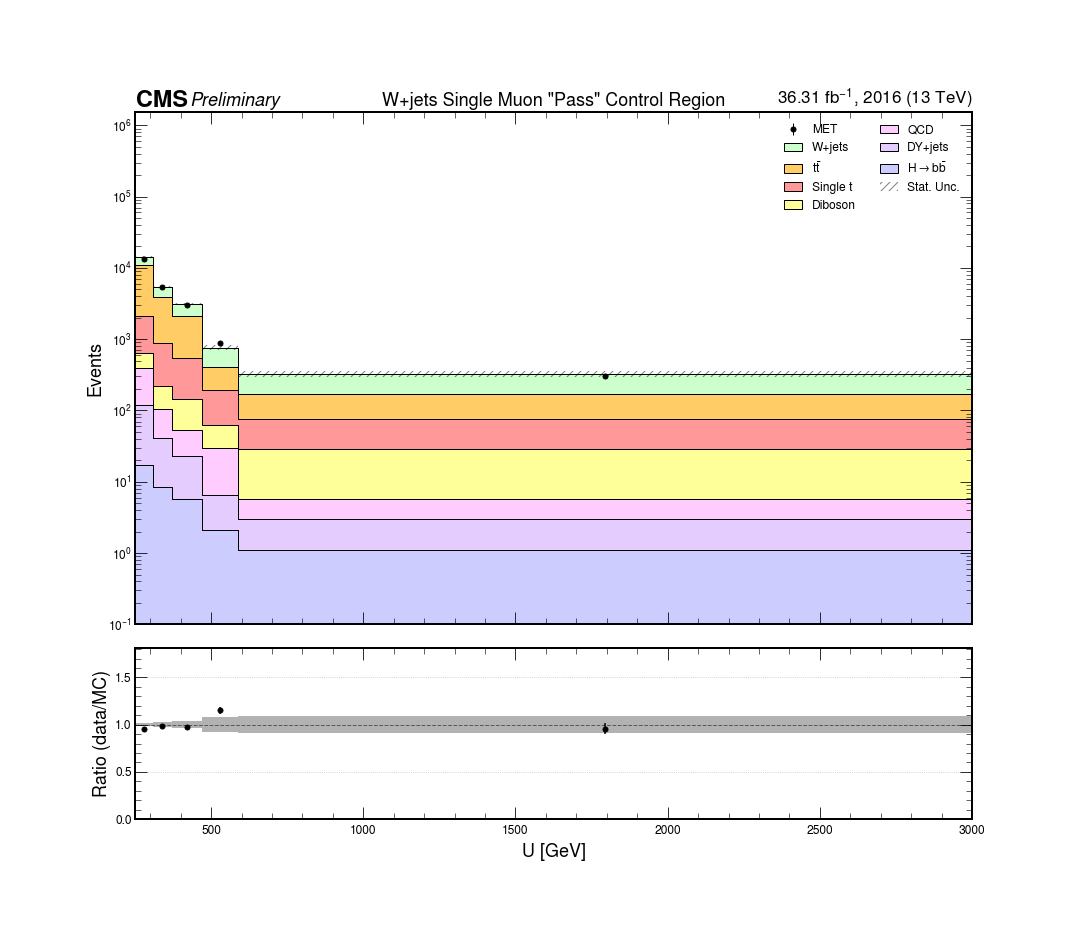 CMS Preliminary W+jets Single Muon "Pass" Control Region 36.31 fb⁻¹, 2016 (13 TeV)
MET QCD
W+jets DY+jets
tt̄ H→bb̄
Single t Stat. Unc.
Diboson
10⁶
10⁵
10⁴
10³
10²
10¹
10⁰
10⁻¹
Events
1.5
1.0
0.5
0.0
Ratio (data/MC)
500 1000 1500 2000 2500 3000
U [GeV]